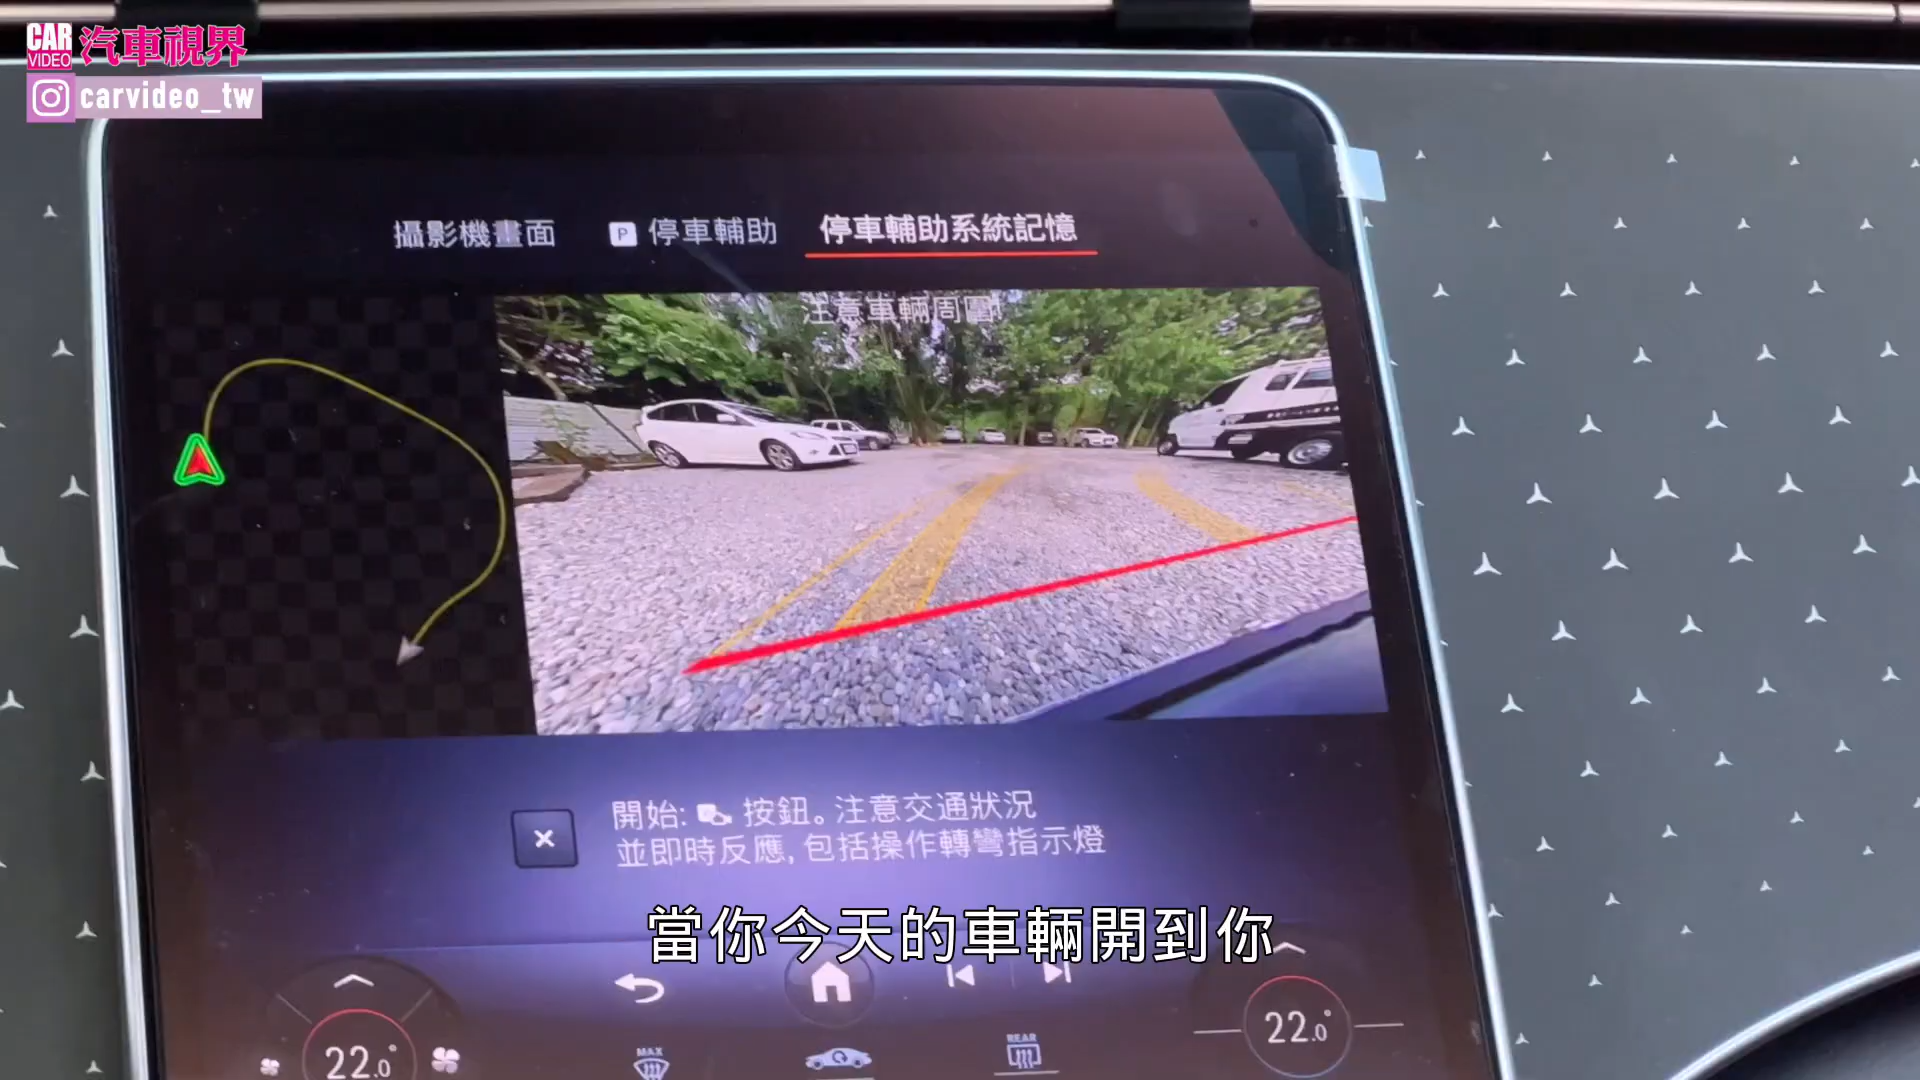 CAR
VIDEO
汽車視界
carvideo_tw
攝影機畫面
P 停車輔助
停車輔助系統記憶
注意車輛周圍!
開始: 按鈕。注意交通狀況
並即時反應,包括操作轉彎指示燈
當你今天的車輛開到你
22.0°
MAX
REAR
22.0°